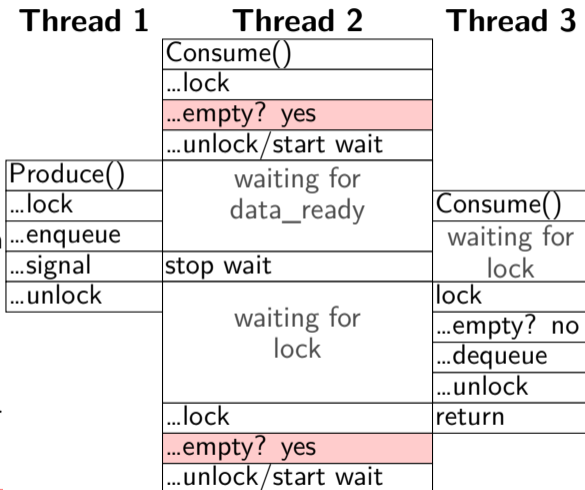 Thread 1 Thread 2 Thread 3
Consume()
...lock
...empty? yes
...unlock/start wait
Produce()
waiting for
data_ready
...lock
Consume()
...enqueue
waiting for
lock
...signal
stop wait
...unlock
lock
waiting for
lock
...empty? no
...dequeue
...unlock
...lock
return
...empty? yes
...unlock/start wait